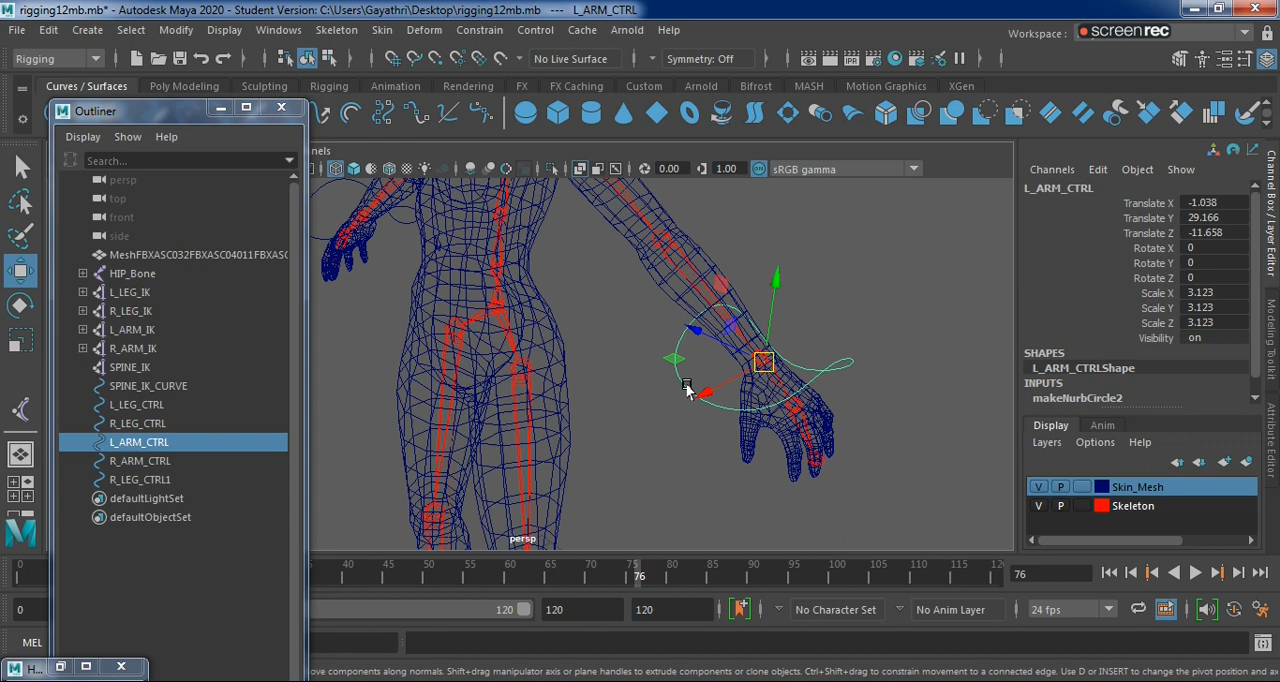 rigging12mb.mb* - Autodesk Maya 2020 - Student Version: C:\Users\Gayathri\Desktop\rigging12mb.mb --- L_ARM_CTRL
File Edit Create Select Modify Display Windows Skeleton Skin Deform Constrain Control Cache Arnold Help Workspace : screenrec
Rigging No Live Surface Symmetry: Off
Curves / Surfaces Poly Modeling Sculpting Rigging Animation Rendering FX FX Caching Custom Arnold Bifrost MASH Motion Graphics XGen
Outliner
Display Show Help
Search...
persp
top
front
side
MeshFBXASC032FBXASC04011FBXASC
HIP_Bone
L_LEG_IK
R_LEG_IK
L_ARM_IK
R_ARM_IK
SPINE_IK
SPINE_IK_CURVE
L_LEG_CTRL
R_LEG_CTRL
L_ARM_CTRL
R_ARM_CTRL
R_LEG_CTRL1
defaultLightSet
defaultObjectSet
nels
0.00 1.00 sRGB gamma
persp
Channels Edit Object Show
L_ARM_CTRL
Translate X -1.038
Translate Y 29.166
Translate Z -11.658
Rotate X 0
Rotate Y 0
Rotate Z 0
Scale X 3.123
Scale Y 3.123
Scale Z 3.123
Visibility on
SHAPES
L_ARM_CTRLShape
INPUTS
makeNurbCircle2
Display Anim
Layers Options Help
V P Skin_Mesh
V P Skeleton
Channel Box / Layer Editor
Modeling Toolkit
Attribute Editor
0 40 45 50 55 60 65 70 75 80 85 90 95 100 105 110 115 120
76 76
0 120 120 120 No Character Set No Anim Layer 24 fps
MEL
H...
ove components along normals. Shift+drag manipulator axis or plane handles to extrude components or clone objects. Ctrl+Shift+drag to constrain movement to a connected edge. Use D or INSERT to change the pivot position and ax